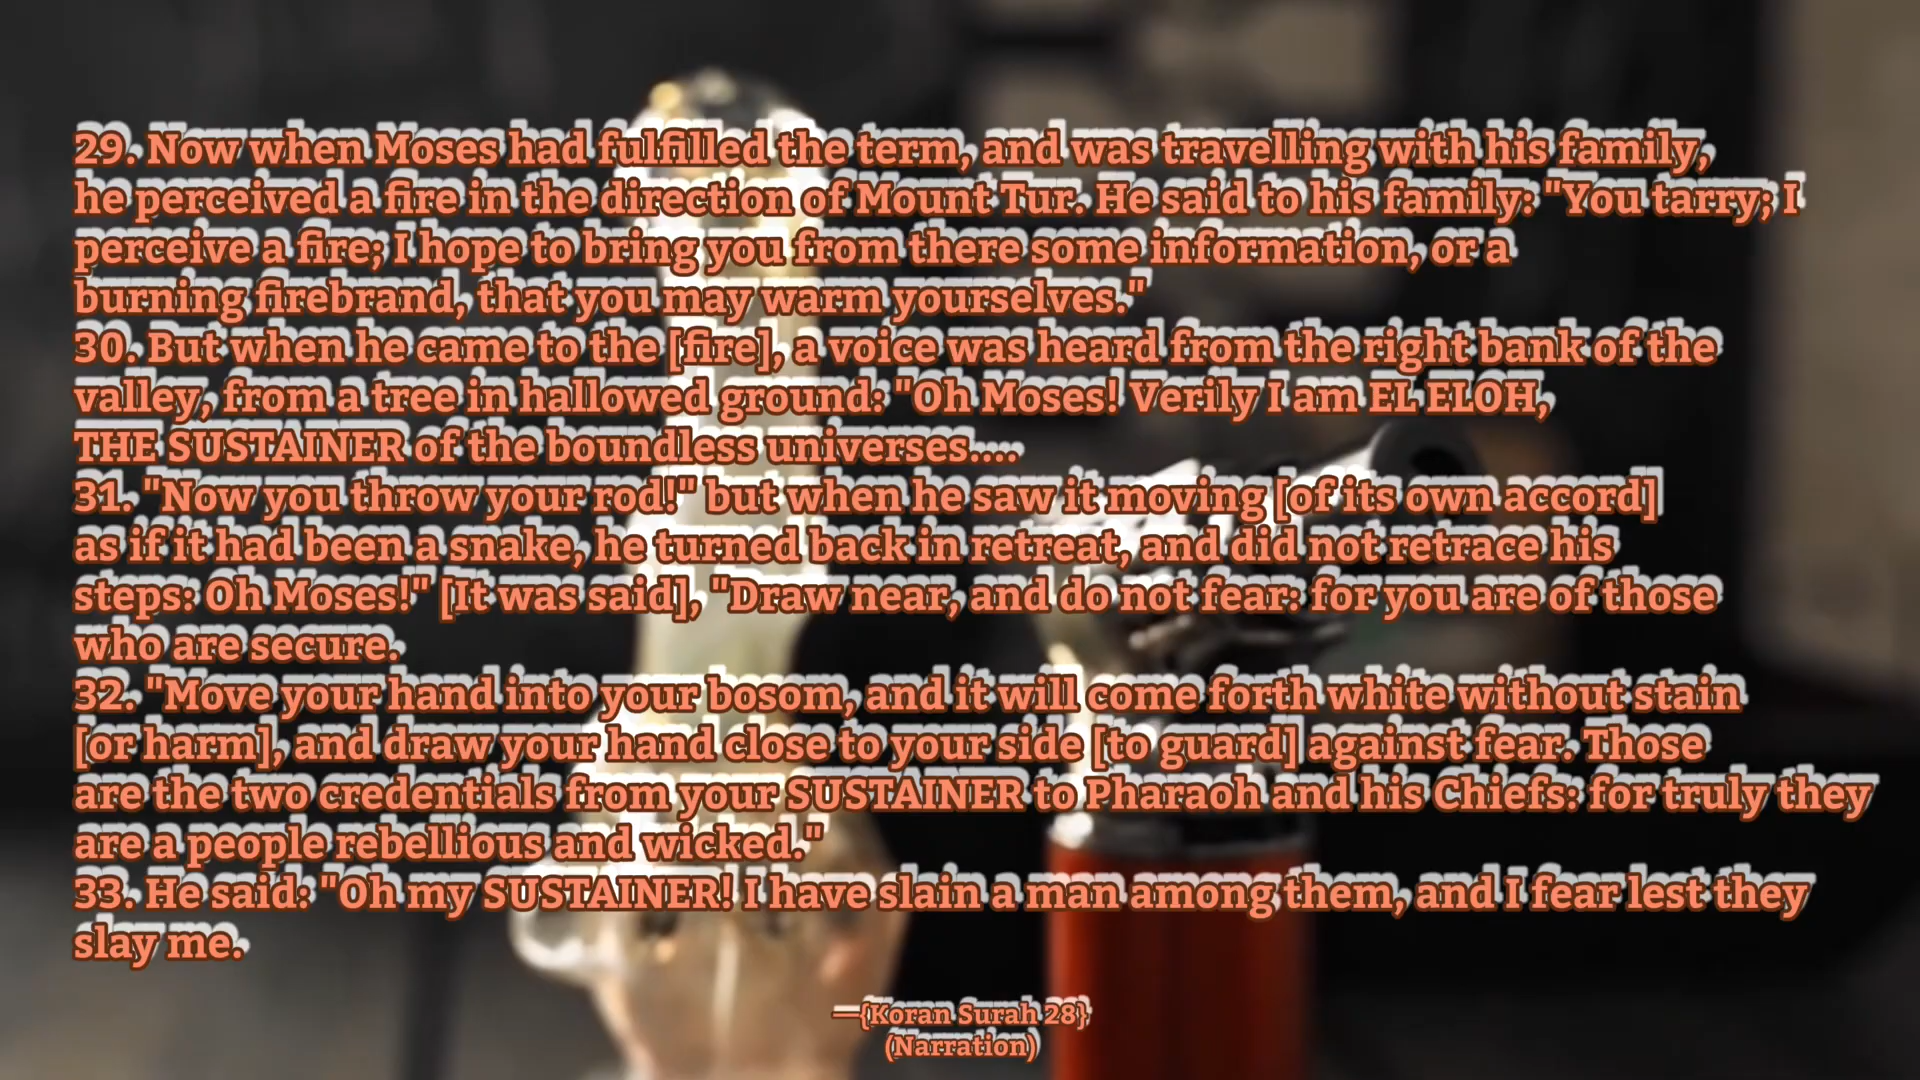 29. Now when Moses had fulfilled the term, and was travelling with his family,
he perceived a fire in the direction of Mount Tur. He said to his family: "You tarry; I
perceive a fire; I hope to bring you from there some information, or a
burning firebrand, that you may warm yourselves."
30. But when he came to the [fire], a voice was heard from the right bank of the
valley, from a tree in hallowed ground: "Oh Moses! Verily I am EL ELOH,
THE SUSTAINER of the boundless universes....
31. "Now you throw your rod!" but when he saw it moving [of its own accord]
as if it had been a snake, he turned back in retreat, and did not retrace his
steps: Oh Moses!" [It was said], "Draw near, and do not fear: for you are of those
who are secure.
32. "Move your hand into your bosom, and it will come forth white without stain
[or harm], and draw your hand close to your side [to guard] against fear. Those
are the two credentials from your SUSTAINER to Pharaoh and his Chiefs: for truly they
are a people rebellious and wicked."
33. He said: "Oh my SUSTAINER! I have slain a man among them, and I fear lest they
slay me.
—{Koran Surah 28}
(Narration)